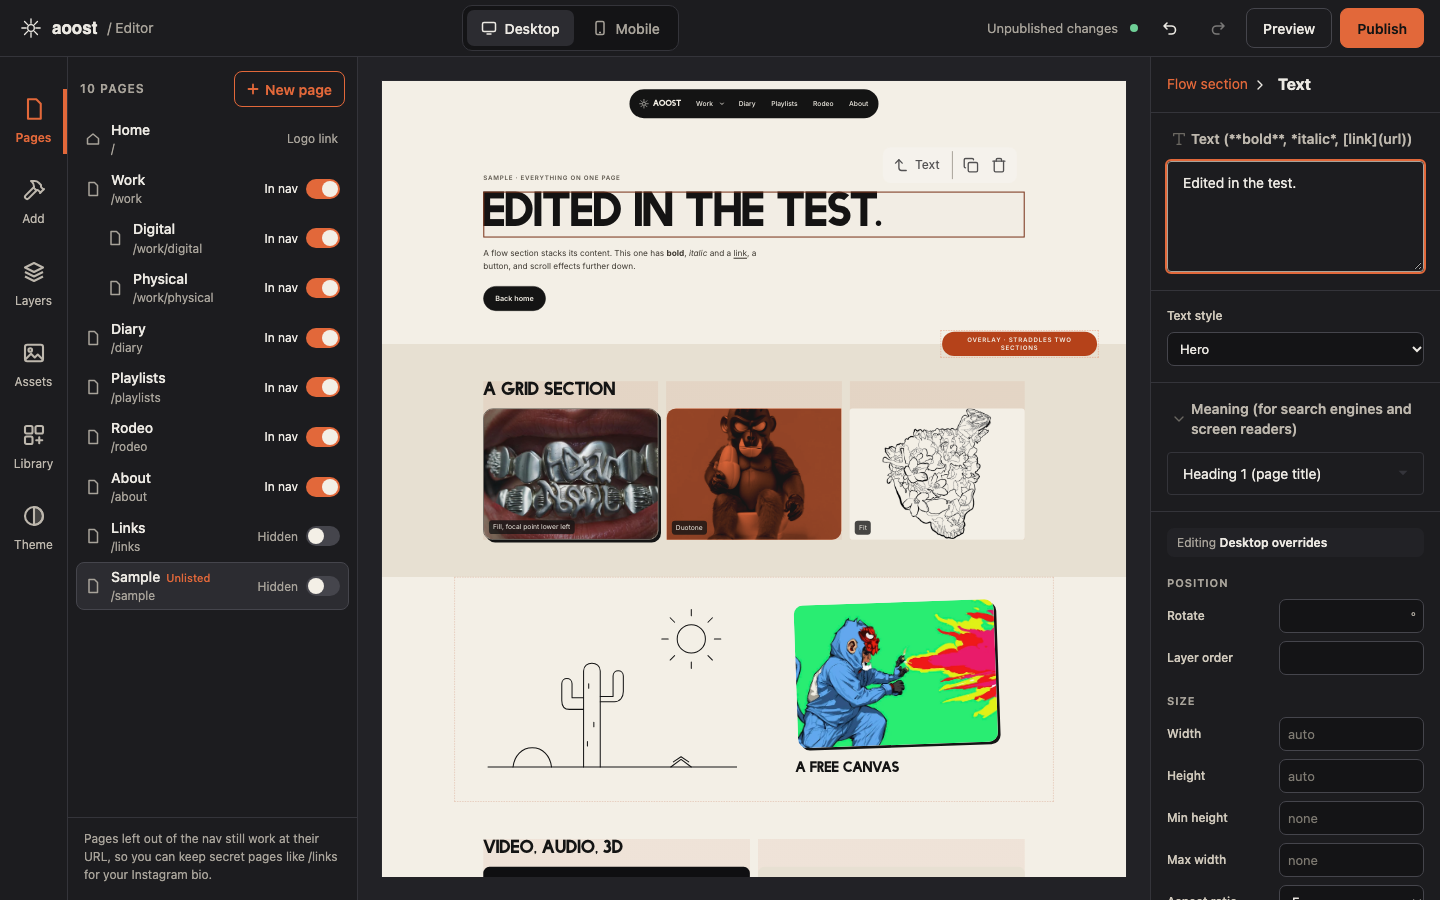 aoost / Editor
Desktop
Mobile
Unpublished changes
Preview
Publish
Pages
Add
Layers
Assets
Library
Theme
10 PAGES
+ New page
Home
/
Logo link
Work
/work
In nav
Digital
/work/digital
In nav
Physical
/work/physical
In nav
Diary
/diary
In nav
Playlists
/playlists
In nav
Rodeo
/rodeo
In nav
About
/about
In nav
Links
/links
Hidden
Sample Unlisted
/sample
Hidden
Pages left out of the nav still work at their
URL, so you can keep secret pages like /links
for your Instagram bio.
AOOST Work Diary Playlists Rodeo About
Text
SAMPLE · EVERYTHING ON ONE PAGE
EDITED IN THE TEST.
A flow section stacks its content. This one has bold, italic and a link, a
button, and scroll effects further down.
Back home
OVERLAY · STRADDLES TWO
SECTIONS
A GRID SECTION
Fill, focal point lower left
Duotone
Fit
A FREE CANVAS
VIDEO, AUDIO, 3D
Flow section > Text
Text (**bold**, *italic*, [link](url))
Edited in the test.
Text style
Hero
Meaning (for search engines and
screen readers)
Heading 1 (page title)
Editing Desktop overrides
POSITION
Rotate
°
Layer order
SIZE
Width
auto
Height
auto
Min height
none
Max width
none